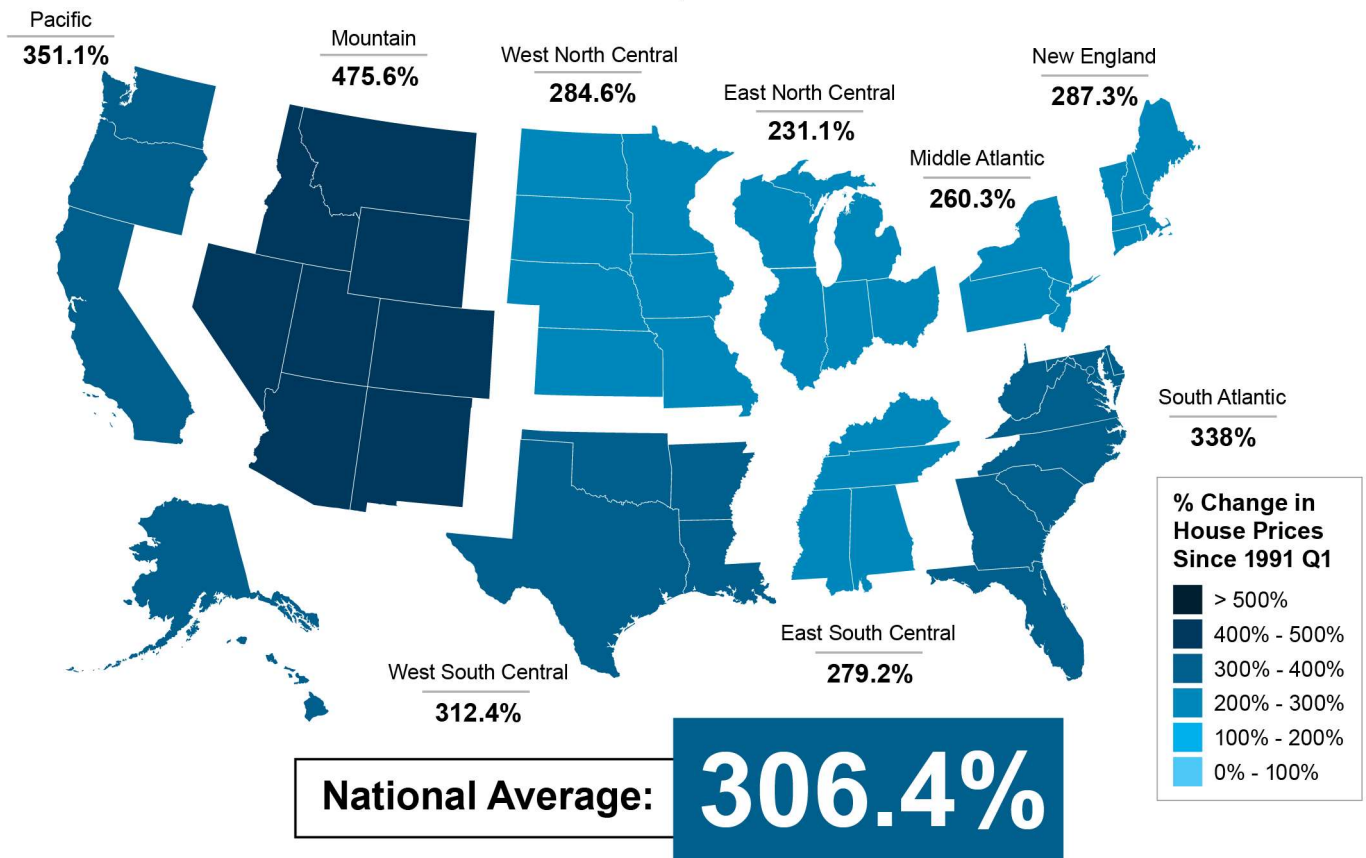 Pacific
351.1%
Mountain
475.6%
West North Central
284.6%
East North Central
231.1%
New England
287.3%
Middle Atlantic
260.3%
South Atlantic
338%
% Change in
House Prices
Since 1991 Q1
> 500%
400% - 500%
300% - 400%
200% - 300%
100% - 200%
0% - 100%
East South Central
279.2%
West South Central
312.4%
National Average:
306.4%